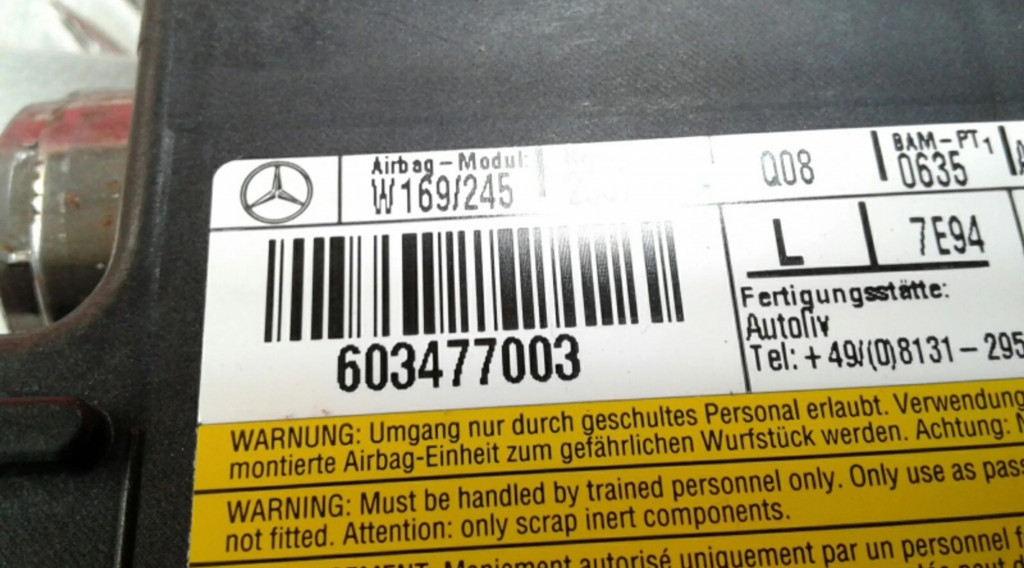 Airbag-Modul:
W169/245
Q08
BAM-PT1
0635
L 7E94
603477003
Fertigungsstätte:
Autoliv
Tel: +49/(0)8131-295
WARNUNG: Umgang nur durch geschultes Personal erlaubt. Verwendung
montierte Airbag-Einheit zum gefährlichen Wurfstück werden. Achtung: N
WARNING: Must be handled by trained personnel only. Only use as pass
not fitted. Attention: only scrap inert components.
Maniement autorisé uniquement par un personnel f